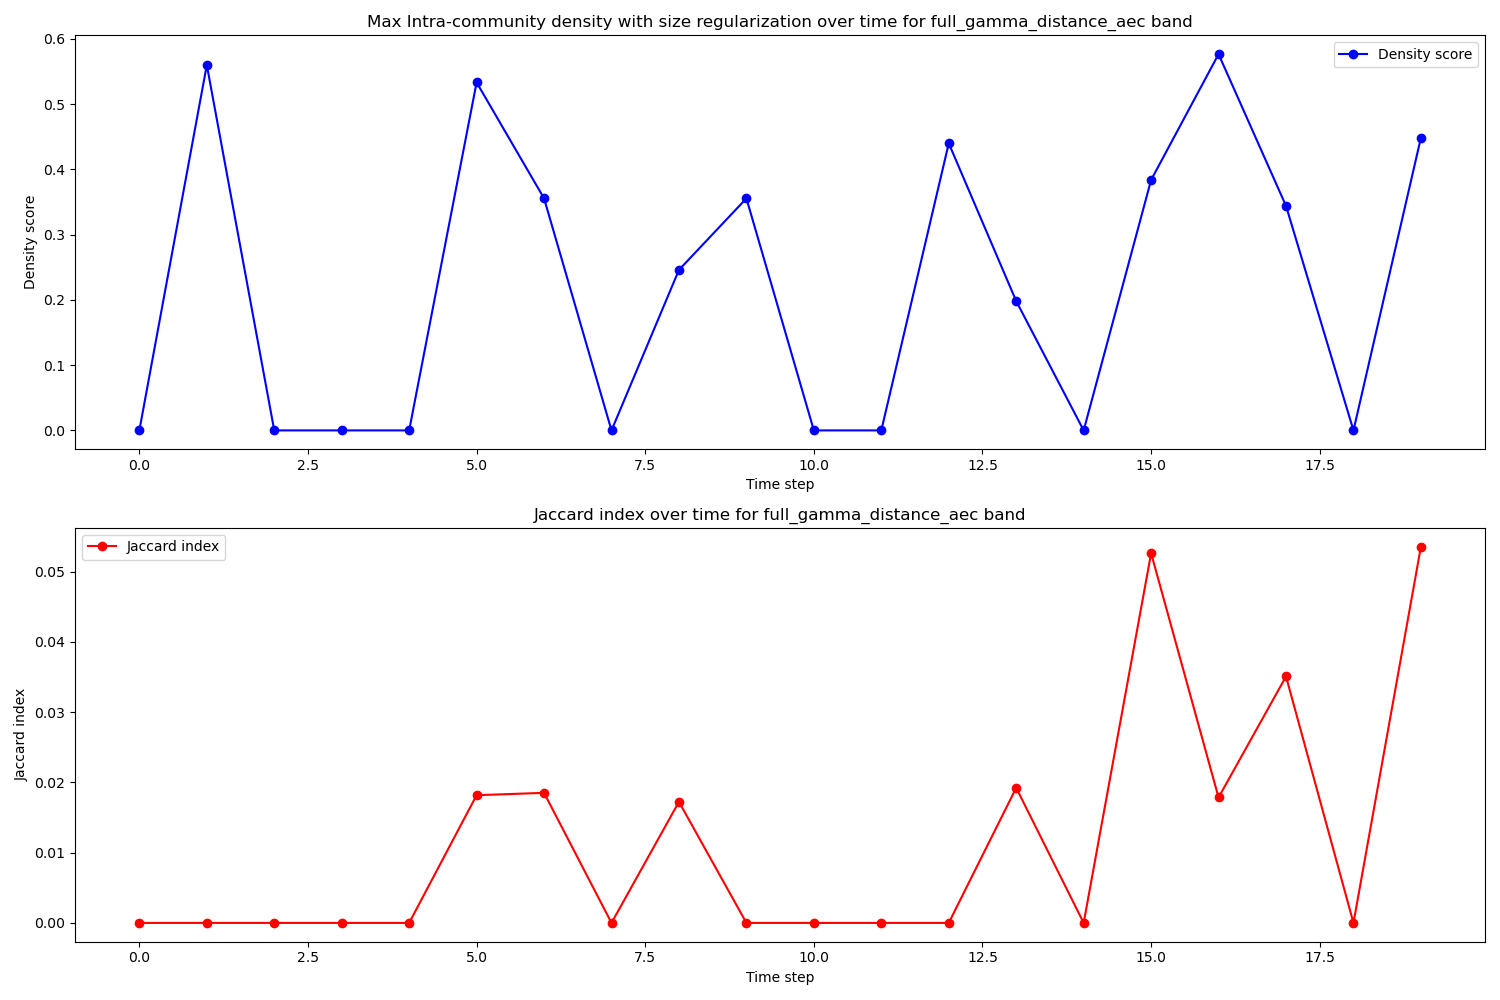 Max Intra-community density with size regularization over time for full_gamma_distance_aec band
Density score
0.6
0.5
0.4
0.3
0.2
0.1
0.0
Density score
0.0 2.5 5.0 7.5 10.0 12.5 15.0 17.5
Time step
Jaccard index over time for full_gamma_distance_aec band
Jaccard index
0.05
0.04
0.03
0.02
0.01
0.00
Jaccard index
0.0 2.5 5.0 7.5 10.0 12.5 15.0 17.5
Time step